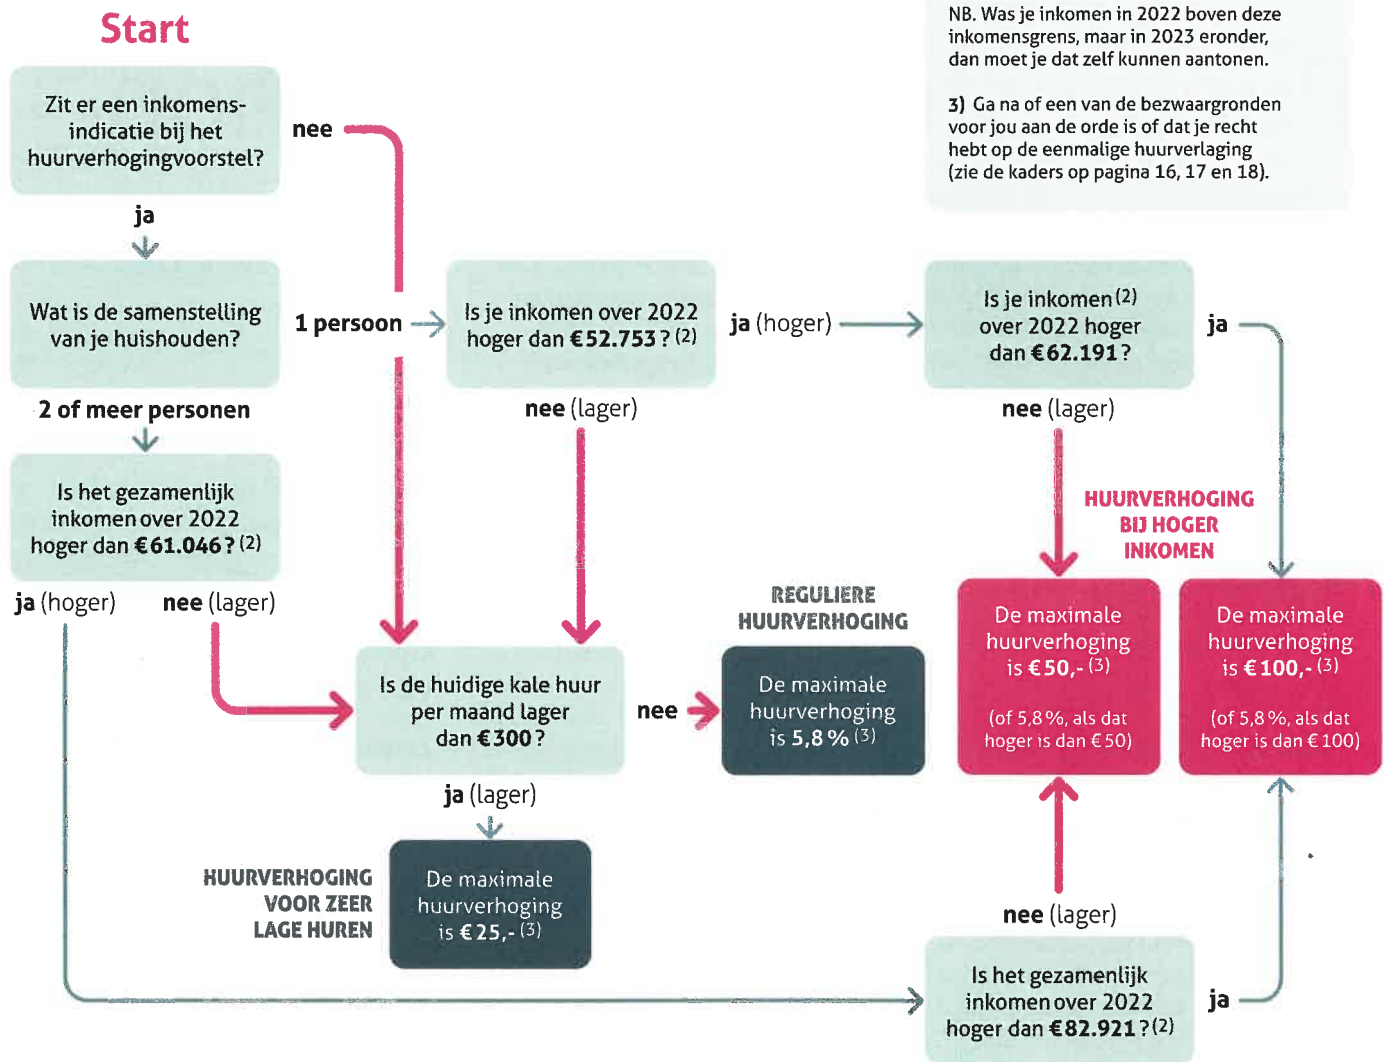 Start
NB. Was je inkomen in 2022 boven deze
inkomensgrens, maar in 2023 eronder,
dan moet je dat zelf kunnen aantonen.
3) Ga na of een van de bezwaargronden
voor jou aan de orde is of dat je recht
hebt op de eenmalige huurverlaging
(zie de kaders op pagina 16, 17 en 18).
Zit er een inkomens-
indicatie bij het
huurverhogingvoorstel?
nee
ja
Wat is de samenstelling
van je huishouden?
1 persoon
Is je inkomen over 2022
hoger dan €52.753? (2)
ja (hoger)
Is je inkomen (2)
over 2022 hoger
dan €62.191?
ja
2 of meer personen
nee (lager)
nee (lager)
Is het gezamenlijk
inkomen over 2022
hoger dan €61.046? (2)
ja (hoger)
nee (lager)
HUURVERHOGING
BIJ HOGER
INKOMEN
REGULIERE
HUURVERHOGING
Is de huidige kale huur
per maand lager
dan €300?
nee
De maximale
huurverhoging
is 5,8% (3)
De maximale
huurverhoging
is €50,- (3)
(of 5,8%, als dat
hoger is dan €50)
De maximale
huurverhoging
is €100,- (3)
(of 5,8%, als dat
hoger is dan €100)
ja (lager)
HUURVERHOGING
VOOR ZEER
LAGE HUREN
De maximale
huurverhoging
is €25,- (3)
nee (lager)
Is het gezamenlijk
inkomen over 2022
hoger dan €82.921? (2)
ja